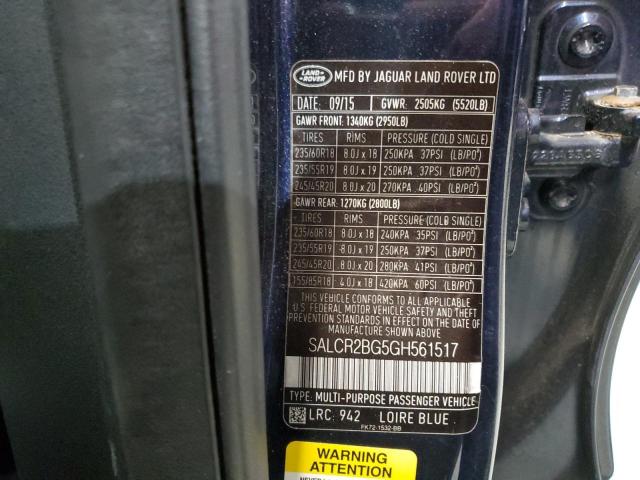 LAND ROVER
MFD BY JAGUAR LAND ROVER LTD
DATE: 09/15 GVWR: 2505KG (5520LB)
GAWR FRONT: 1340KG (2950LB)
TIRES RIMS PRESSURE (COLD SINGLE)
235/60R18 8.0J x 18 250KPA 37PSI (LB/PO²)
235/55R19 8.0J x 19 250KPA 37PSI (LB/PO²)
245/45R20 8.0J x 20 270KPA 40PSI (LB/PO²)
GAWR REAR: 1270KG (2800LB)
TIRES RIMS PRESSURE (COLD SINGLE)
235/60R18 8.0J x 18 240KPA 35PSI (LB/PO²)
235/55R19 8.0J x 19 250KPA 37PSI (LB/PO²)
245/45R20 8.0J x 20 280KPA 41PSI (LB/PO²)
155/85R18 4.0J x 18 420KPA 60PSI (LB/PO²)
THIS VEHICLE CONFORMS TO ALL APPLICABLE
U.S. FEDERAL MOTOR VEHICLE SAFETY AND THEFT
PREVENTION STANDARDS IN EFFECT ON THE DATE OF
MANUFACTURE SHOWN ABOVE
SALCR2BG5GH561517
TYPE: MULTI-PURPOSE PASSENGER VEHICLE
LRC: 942 LOIRE BLUE
FK72-1532-BB
WARNING
ATTENTION